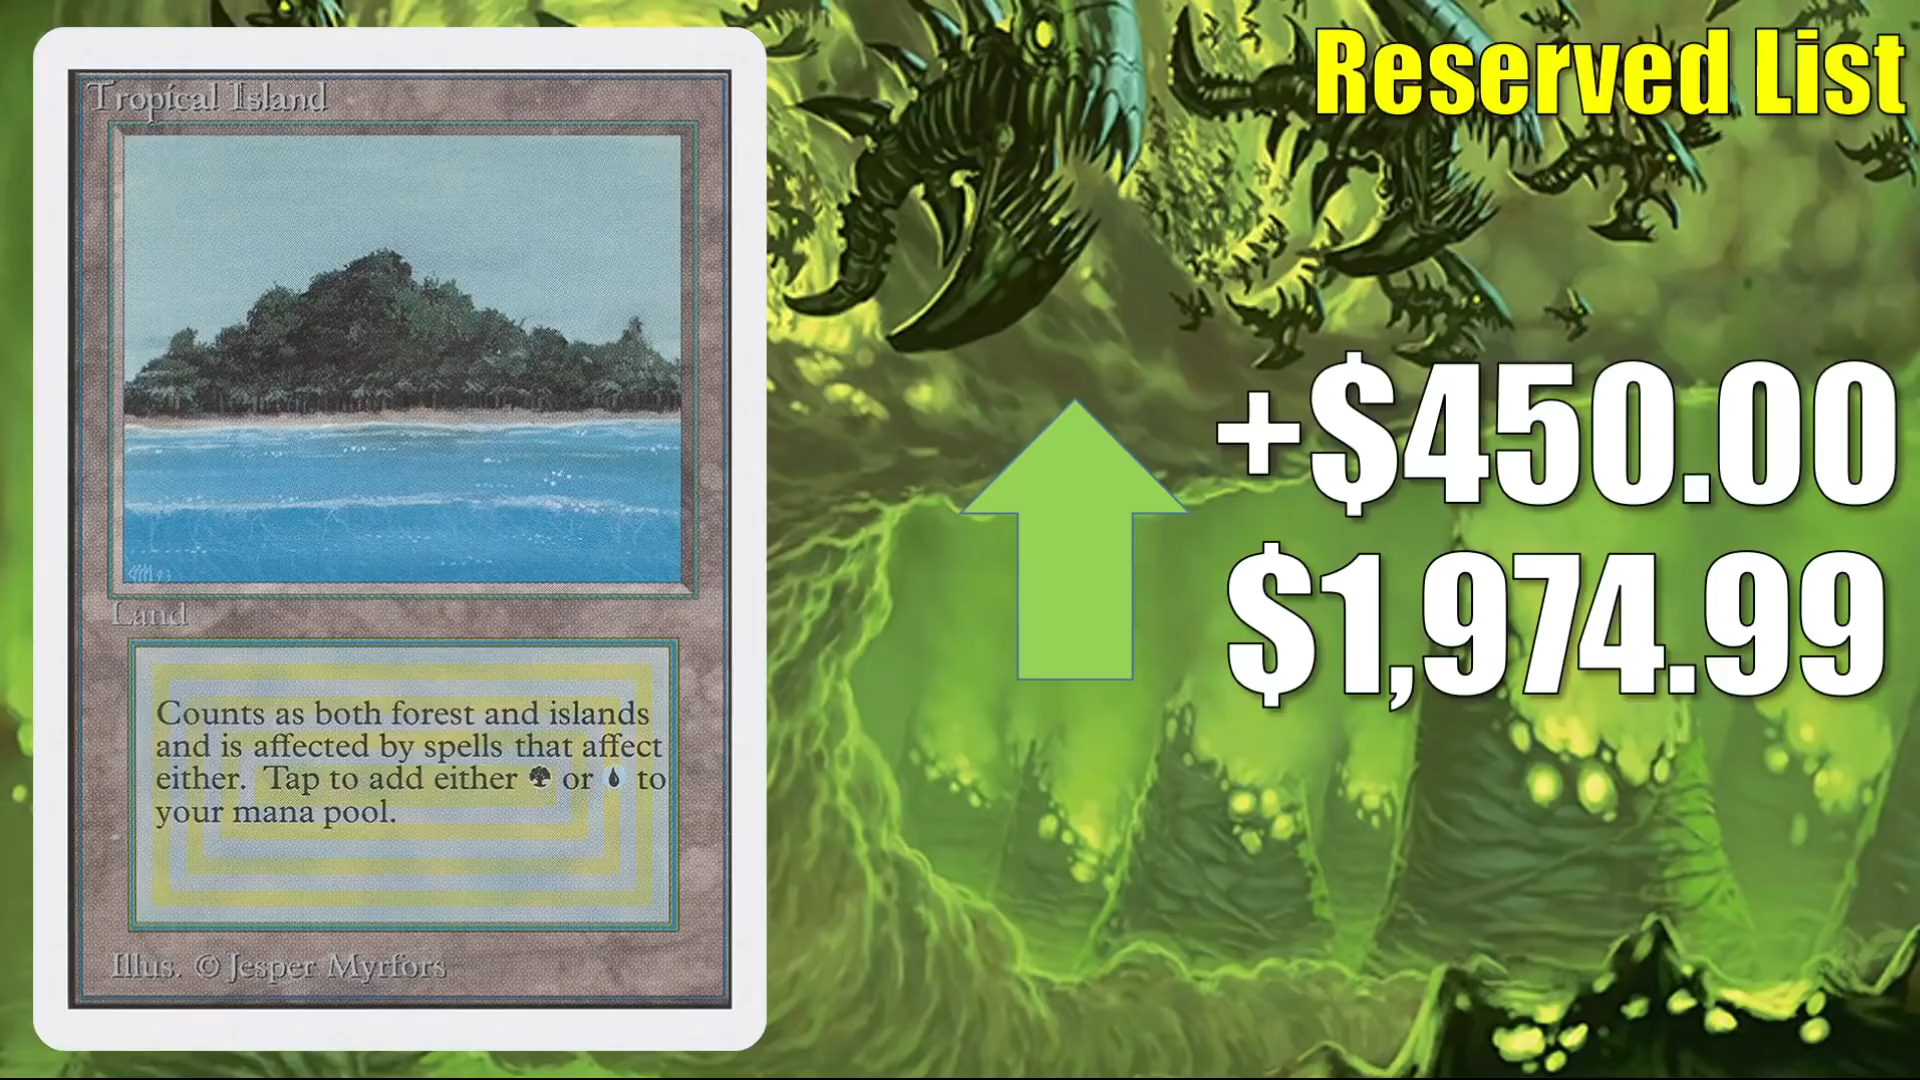 Tropical Island
Land
Counts as both forest and islands
and is affected by spells that affect
either. Tap to add either or to
your mana pool.
Illus. © Jesper Myrfors
Reserved List
+$450.00
$1,974.99